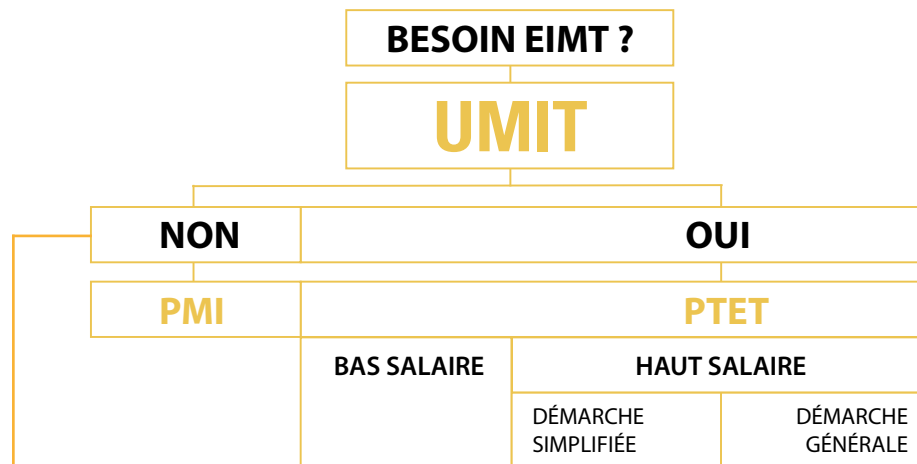 BESOIN EIMT ?
UMIT
NON
OUI
PMI
PTET
BAS SALAIRE
HAUT SALAIRE
DÉMARCHE
SIMPLIFIÉE
DÉMARCHE
GÉNÉRALE